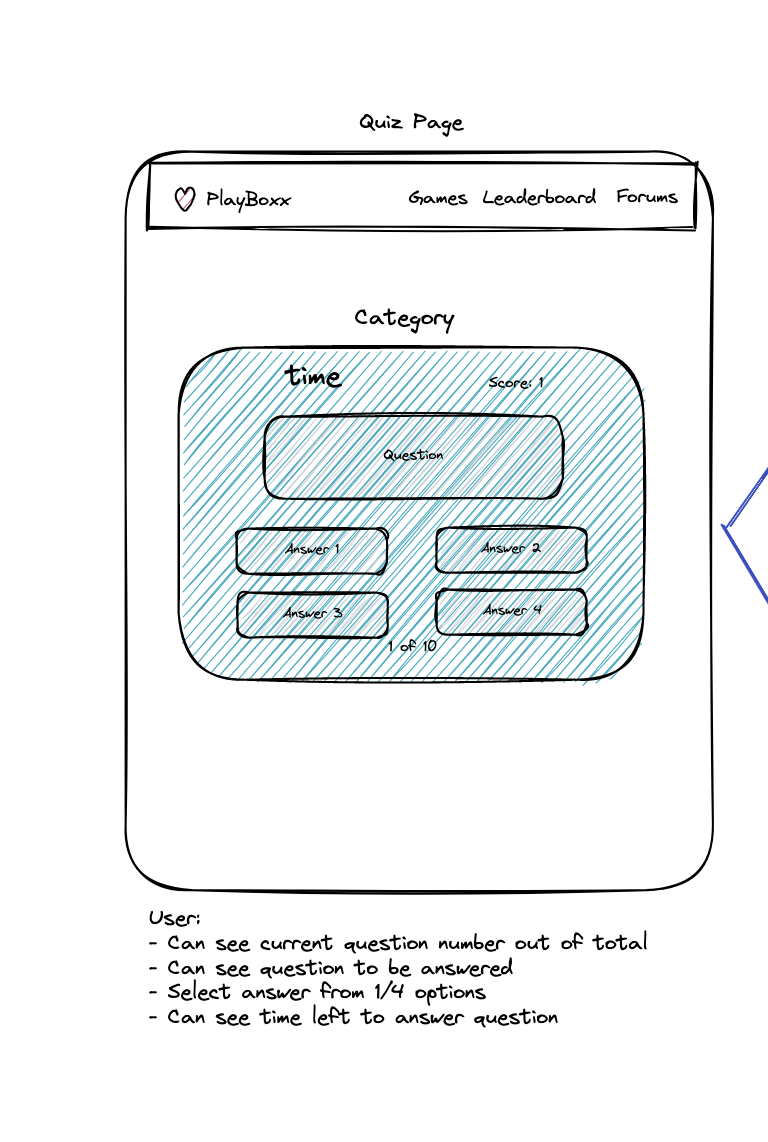 Quiz Page
PlayBoxx Games Leaderboard Forums
Category
time Score: 1
Question
Answer 1 Answer 2
Answer 3 Answer 4
1 of 10
User:
- Can see current question number out of total
- Can see question to be answered
- Select answer from 1/4 options
- Can see time left to answer question